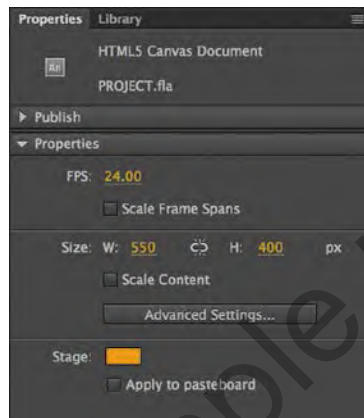 Properties Library
An
HTML5 Canvas Document
PROJECT.fla
Publish
Properties
FPS: 24.00
Scale Frame Spans
Size: W: 550 H: 400 px
Scale Content
Advanced Settings...
Stage:
Apply to pasteboard